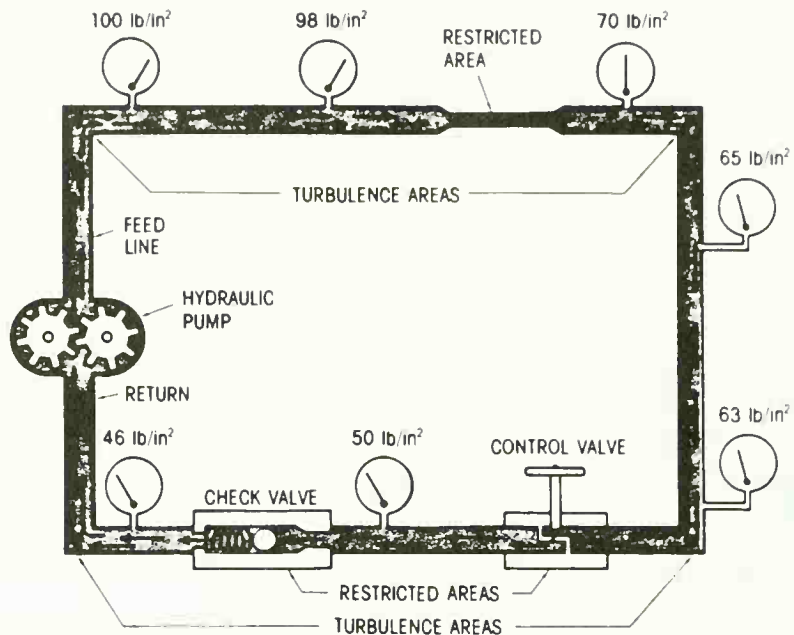 100 lb/in²
98 lb/in²
RESTRICTED
AREA
70 lb/in²
65 lb/in²
TURBULENCE AREAS
FEED
LINE
HYDRAULIC
PUMP
RETURN
46 lb/in²
50 lb/in²
CONTROL VALVE
63 lb/in²
CHECK VALVE
RESTRICTED AREAS
TURBULENCE AREAS